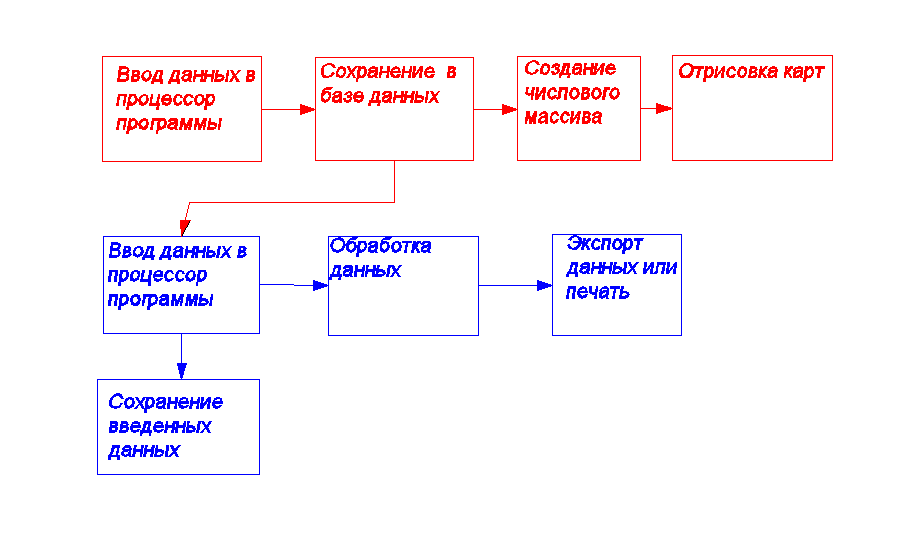 Ввод данных в
процессор
программы
Сохранение в
базе данных
Создание
числового
массива
Отрисовка карт
Ввод данных в
процессор
программы
Обработка
данных
Экспорт
данных или
печать
Сохранение
введенных
данных